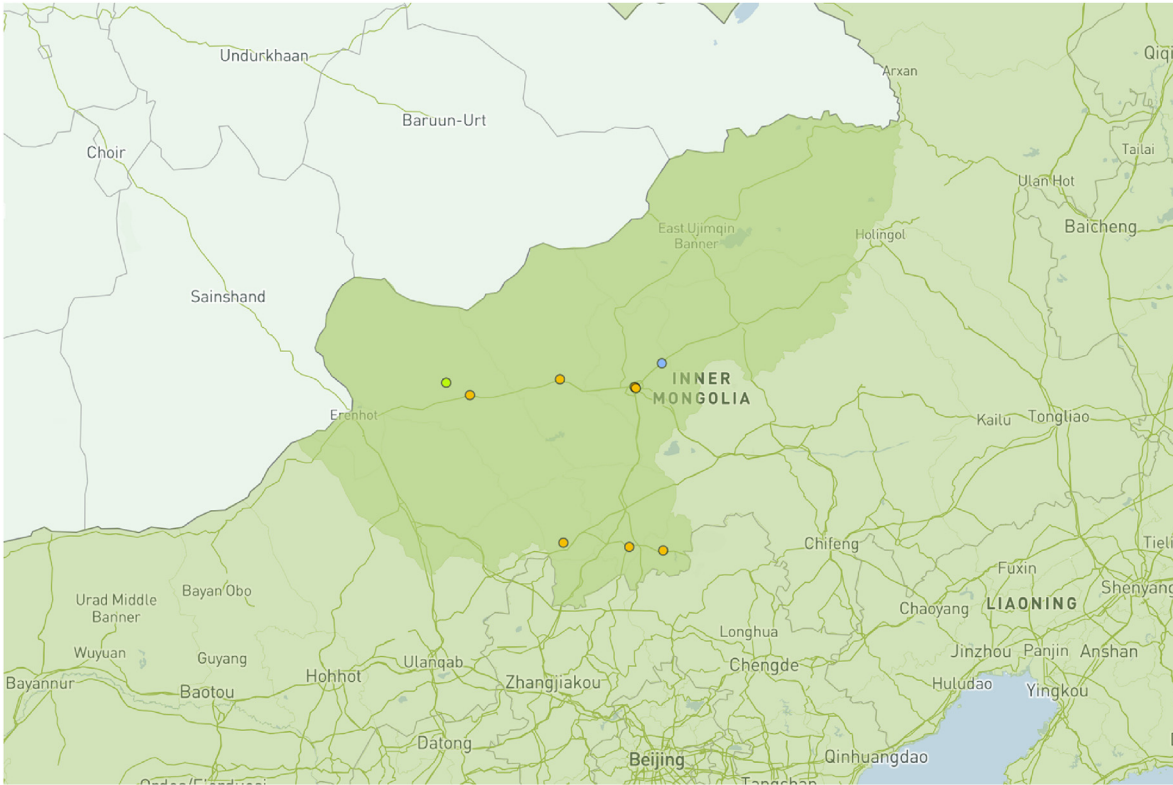 Undurkhaan
Qiqi
Arxan
Baruun-Urt
Choir
Tailai
Ulan Hot
East Ujimqin
Banner
Holingol
Baicheng
Sainshand
INNER
MONGOLIA
Erenhot
Kailu
Tongliao
Chifeng
Tieli
Bayan Obo
Urad Middle
Banner
Fuxin
Shenyang
Chaoyang
LIAONING
Longhua
Wuyuan
Guyang
Ulanqab
Chengde
Jinzhou
Panjin
Anshan
Bayannur
Baotou
Hohhot
Zhangjiakou
Huludao
Yingkou
Datong
Beijing
Qinhuangdao
Tangshan